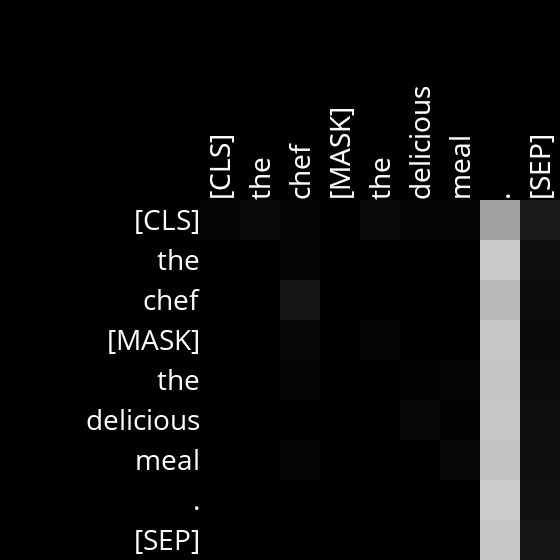 [CLS]
the
chef
[MASK]
the
delicious
meal
.
[SEP]
[CLS]
the
chef
[MASK]
the
delicious
meal
.
[SEP]